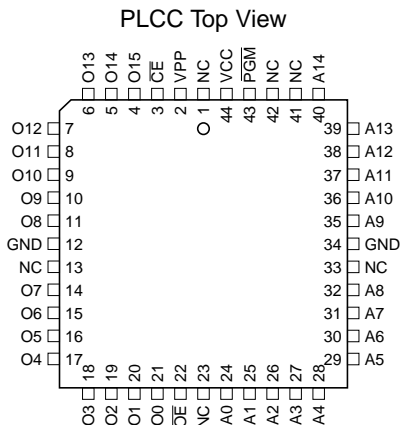 PLCC Top View
O13 O14 O15 CE VPP NC VCC PGM NC NC A14
6 5 4 3 2 1 44 43 42 41 40
O12 7 39 A13
O11 8 38 A12
O10 9 37 A11
O9 10 36 A10
O8 11 35 A9
GND 12 34 GND
NC 13 33 NC
O7 14 32 A8
O6 15 31 A7
O5 16 30 A6
O4 17 29 A5
18 19 20 21 22 23 24 25 26 27 28
O3 O2 O1 O0 OE NC A0 A1 A2 A3 A4